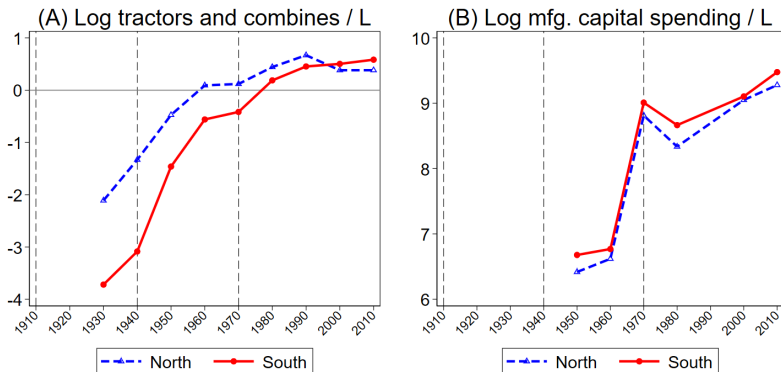 (A) Log tractors and combines / L
1
0
-1
-2
-3
-4
1910 1920 1930 1940 1950 1960 1970 1980 1990 2000 2010
North South
(B) Log mfg. capital spending / L
10
9
8
7
6
1910 1920 1930 1940 1950 1960 1970 1980 1990 2000 2010
North South